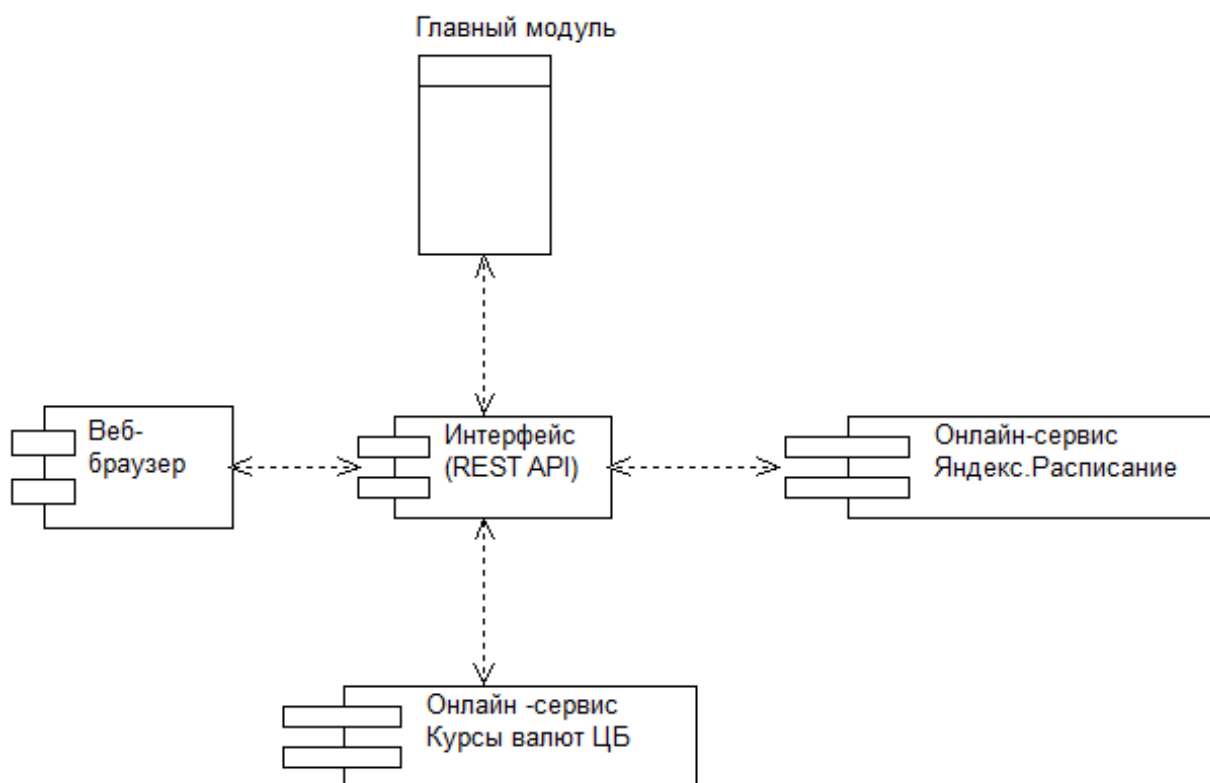 Главный модуль
Веб-
браузер
Интерфейс
(REST API)
Онлайн-сервис
Яндекс.Расписание
Онлайн -сервис
Курсы валют ЦБ